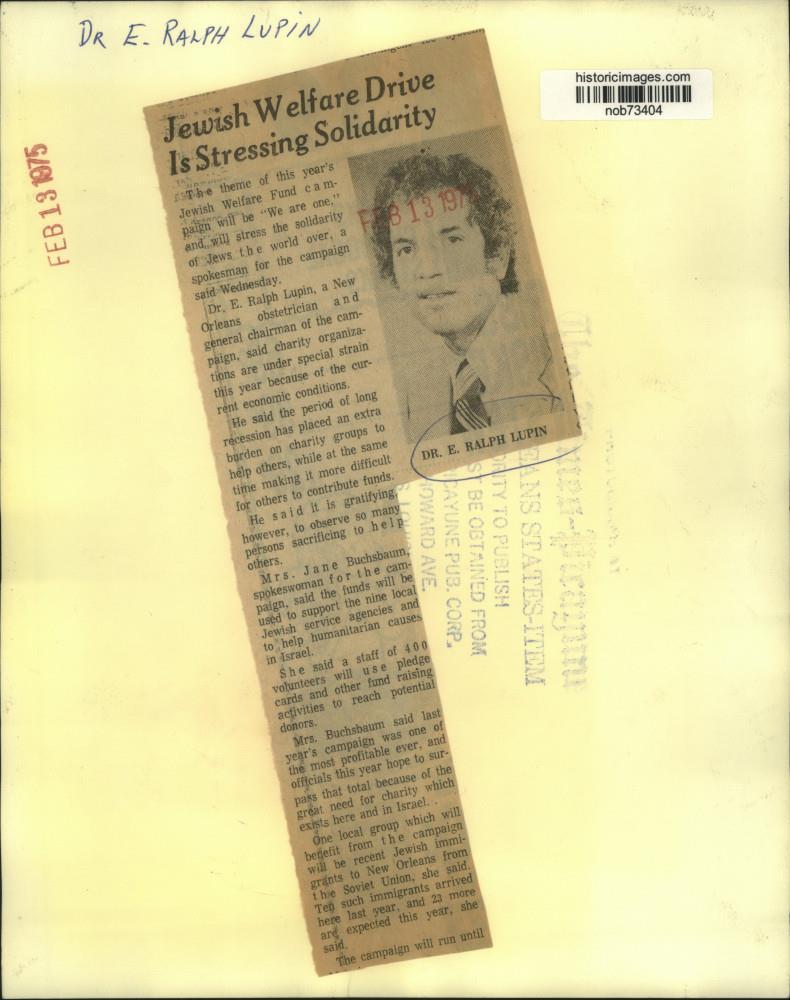 DR E. RALPH LUPIN
historicimages.com
nob73404
FEB 13 1975
Jewish Welfare Drive
Is Stressing Solidarity
The theme of this year's
Jewish Welfare Fund cam-
paign will be "We are one,"
and will stress the solidarity
of Jews the world over, a
spokesman for the campaign
said Wednesday.
Dr. E. Ralph Lupin, a New
Orleans obstetrician and
general chairman of the cam-
paign, said charity organiza-
tions are under special strain
this year because of the cur-
rent economic conditions.
He said the period of long
recession has placed an extra
burden on charity groups to
help others, while at the same
time making it more difficult
for others to contribute funds.
He said it is gratifying,
however, to observe so many
persons sacrificing to help
others.
Mrs. Jane Buchsbaum,
spokeswoman for the cam-
paign, said the funds will be
used to support the nine local
Jewish service agencies and
to help humanitarian causes
in Israel.
She said a staff of 400
volunteers will use pledge
cards and other fund raising
activities to reach potential
donors.
Mrs. Buchsbaum said last
year's campaign was one of
the most profitable ever, and
officials this year hope to sur-
pass that total because of the
great need for charity which
exists here and in Israel.
One local group which will
benefit from the campaign
will be recent Jewish immi-
grants to New Orleans from
the Soviet Union, she said.
Ten such immigrants arrived
here last year, and 23 more
are expected this year, she
said.
The campaign will run until
FEB 13 197
DR. E. RALPH LUPIN
EANS STATES-ITEM
ORITY TO PUBLISH
ST BE OBTAINED FROM
CAYUNE PUB. CORP.
HOWARD AVE.